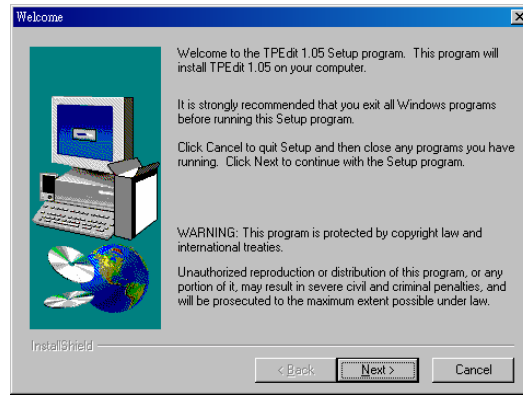 Welcome
Welcome to the TPEdit 1.05 Setup program. This program will
install TPEdit 1.05 on your computer.
It is strongly recommended that you exit all Windows programs
before running this Setup program.
Click Cancel to quit Setup and then close any programs you have
running. Click Next to continue with the Setup program.
WARNING: This program is protected by copyright law and
international treaties.
Unauthorized reproduction or distribution of this program, or any
portion of it, may result in severe civil and criminal penalties, and
will be prosecuted to the maximum extent possible under law.
InstallShield
< Back
Next >
Cancel